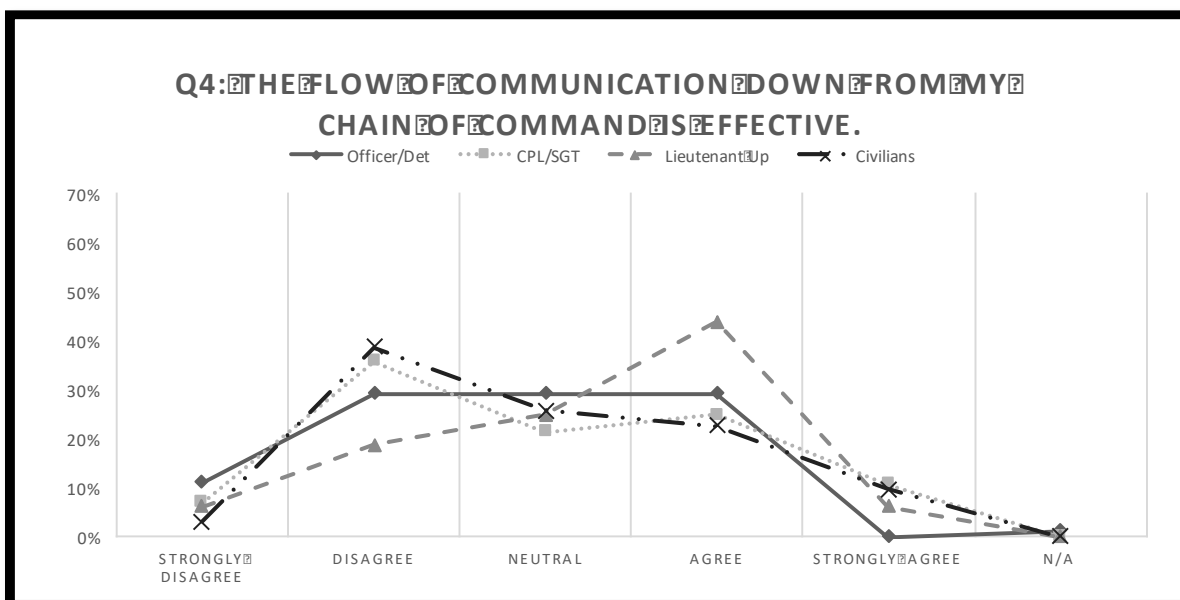 Q4:⍰THE⍰FLOW⍰OF⍰COMMUNICATION⍰DOWN⍰FROM⍰MY⍰
CHAIN⍰OF⍰COMMAND⍰IS⍰EFFECTIVE.
Officer/Det CPL/SGT Lieutenant⍰Up Civilians
70%
60%
50%
40%
30%
20%
10%
0%
STRONGLY⍰ DISAGREE NEUTRAL AGREE STRONGLY⍰AGREE N/A
DISAGREE